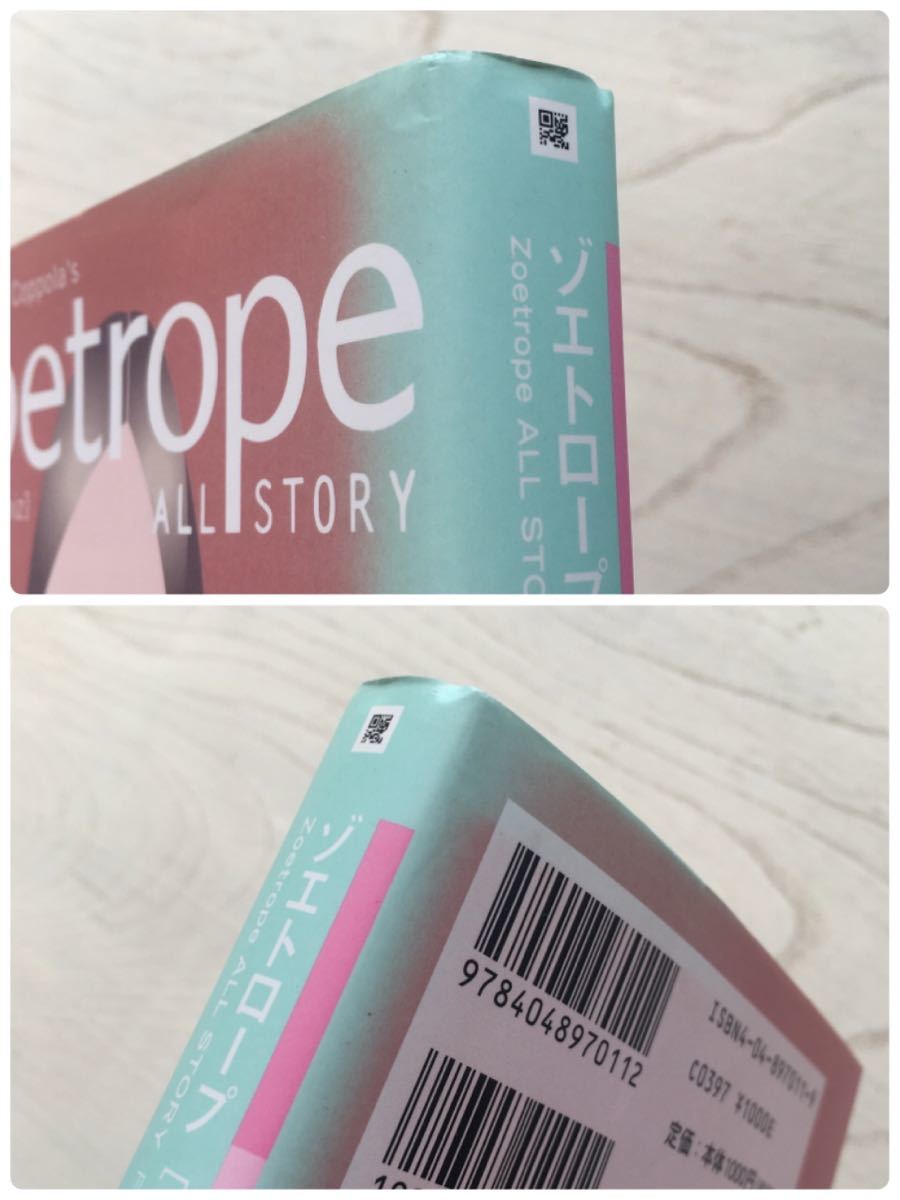 Coppola's
oetrope
ALL STORY
ゾエトロープ
Zoetrope ALL STO
ゾエトロープ [
Zoetrope ALL STORY
9784048970112
ISBN4-04-897011-9
C0397 ¥1000E
定価：本体1000円